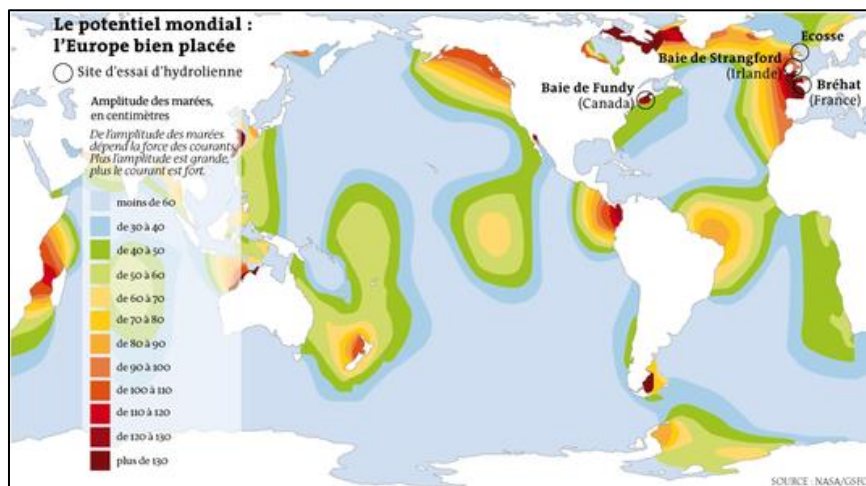 Le potentiel mondial :
l'Europe bien placée
Site d'essai d'hydrolienne
Amplitude des marées,
en centimètres
De l'amplitude des marées
dépend la force des courants.
Plus l'amplitude est grande,
plus le courant est fort.
moins de 60
de 30 à 40
de 40 à 50
de 50 à 60
de 60 à 70
de 70 à 80
de 80 à 90
de 90 à 100
de 100 à 110
de 110 à 120
de 120 à 130
plus de 130
Ecosse
Baie de Strangford
(Irlande)
Baie de Fundy
(Canada)
Bréhat
(France)
SOURCE : NASA/GSFC